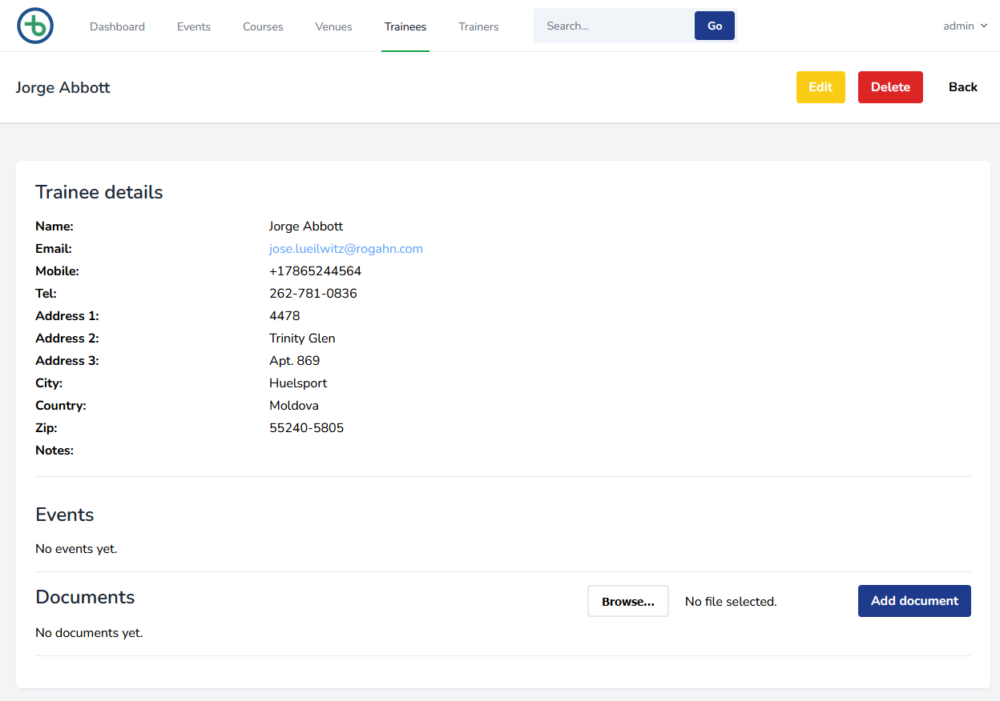 Dashboard Events Courses Venues Trainees Trainers Search... Go admin
Jorge Abbott Edit Delete Back
Trainee details
Name: Jorge Abbott
Email: jose.lueilwitz@rogahn.com
Mobile: +17865244564
Tel: 262-781-0836
Address 1: 4478
Address 2: Trinity Glen
Address 3: Apt. 869
City: Huelsport
Country: Moldova
Zip: 55240-5805
Notes:
Events
No events yet.
Documents Browse... No file selected. Add document
No documents yet.